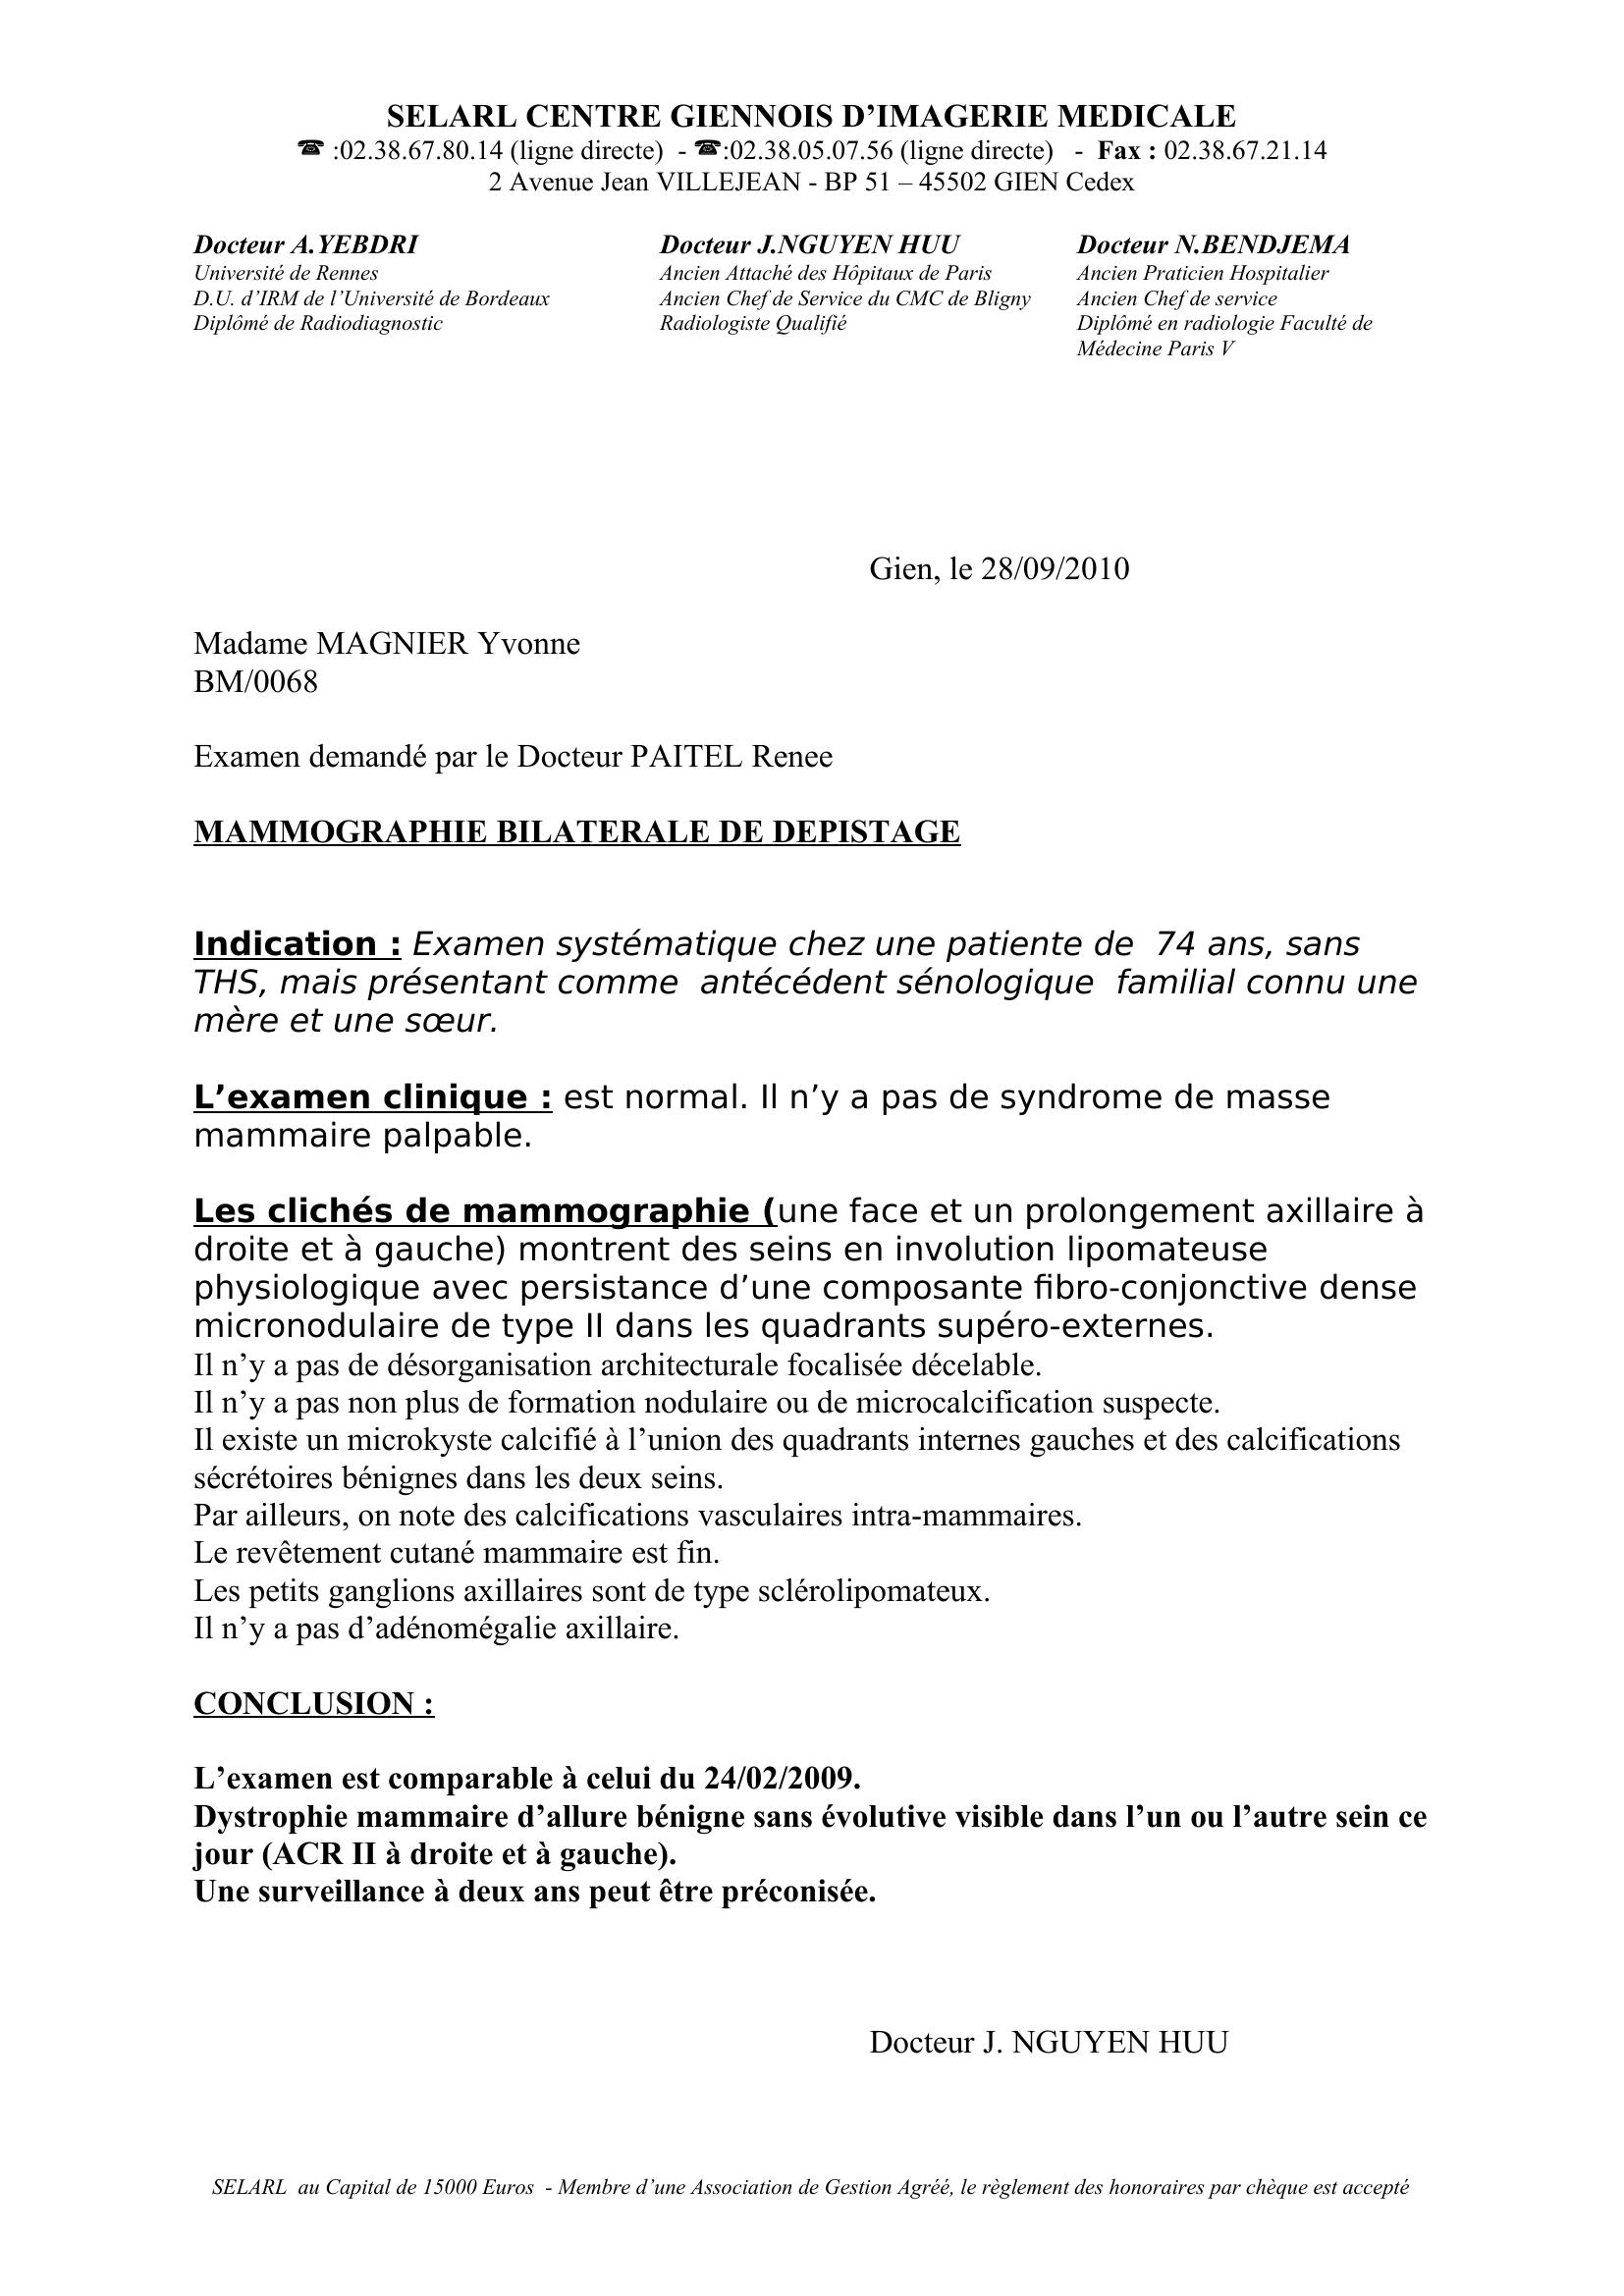 SELARL CENTRE GIENNOIS D’IMAGERIE MEDICALE
☎ :02.38.67.80.14 (ligne directe) - ☎:02.38.05.07.56 (ligne directe) - Fax : 02.38.67.21.14
2 Avenue Jean VILLEJEAN - BP 51 – 45502 GIEN Cedex
Docteur A.YEBDRI
Université de Rennes
D.U. d’IRM de l’Université de Bordeaux
Diplômé de Radiodiagnostic
Docteur J.NGUYEN HUU
Ancien Attaché des Hôpitaux de Paris
Ancien Chef de Service du CMC de Bligny
Radiologiste Qualifié
Docteur N.BENDJEMA
Ancien Praticien Hospitalier
Ancien Chef de service
Diplômé en radiologie Faculté de
Médecine Paris V
Gien, le 28/09/2010
Madame MAGNIER Yvonne
BM/0068
Examen demandé par le Docteur PAITEL Renee
MAMMOGRAPHIE BILATERALE DE DEPISTAGE
Indication : Examen systématique chez une patiente de 74 ans, sans
THS, mais présentant comme antécédent sénologique familial connu une
mère et une sœur.
L’examen clinique : est normal. Il n’y a pas de syndrome de masse
mammaire palpable.
Les clichés de mammographie (une face et un prolongement axillaire à
droite et à gauche) montrent des seins en involution lipomateuse
physiologique avec persistance d’une composante fibro-conjonctive dense
micronodulaire de type II dans les quadrants supéro-externes.
Il n’y a pas de désorganisation architecturale focalisée décelable.
Il n’y a pas non plus de formation nodulaire ou de microcalcification suspecte.
Il existe un microkyste calcifié à l’union des quadrants internes gauches et des calcifications
sécrétoires bénignes dans les deux seins.
Par ailleurs, on note des calcifications vasculaires intra-mammaires.
Le revêtement cutané mammaire est fin.
Les petits ganglions axillaires sont de type sclérolipomateux.
Il n’y a pas d’adénomégalie axillaire.
CONCLUSION :
L’examen est comparable à celui du 24/02/2009.
Dystrophie mammaire d’allure bénigne sans évolutive visible dans l’un ou l’autre sein ce
jour (ACR II à droite et à gauche).
Une surveillance à deux ans peut être préconisée.
Docteur J. NGUYEN HUU
SELARL au Capital de 15000 Euros - Membre d’une Association de Gestion Agréé, le règlement des honoraires par chèque est accepté